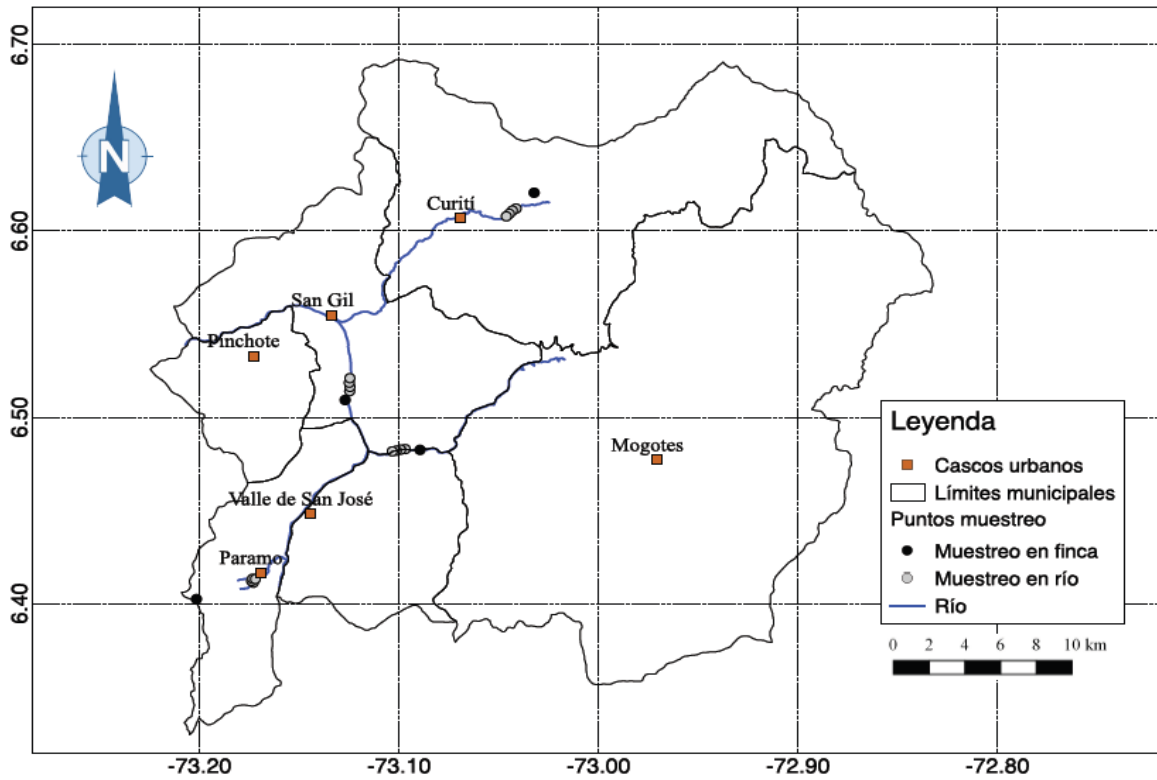 6.70
6.60
6.50
6.40
N
Curití
San Gil
Pinchote
Mogotes
Valle de San José
Paramo
Leyenda
Cascos urbanos
Límites municipales
Puntos muestreo
Muestreo en finca
Muestreo en río
Río
0 2 4 6 8 10 km
-73.20 -73.10 -73.00 -72.90 -72.80